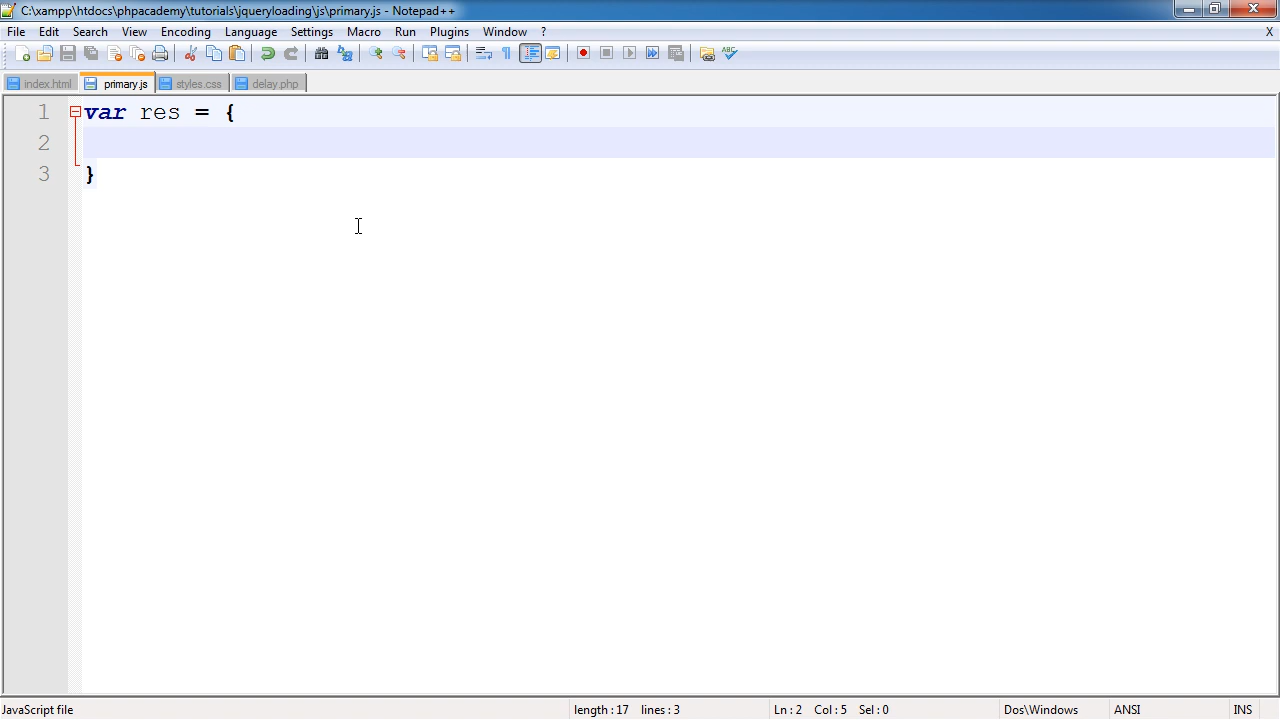 C:\xampp\htdocs\phpacademy\tutorials\jqueryloading\js\primary.js - Notepad++
File Edit Search View Encoding Language Settings Macro Run Plugins Window ? X
index.html primary.js styles.css delay.php
1 var res = {
2
3 }
JavaScript file length : 17 lines : 3 Ln : 2 Col : 5 Sel : 0 Dos\Windows ANSI INS